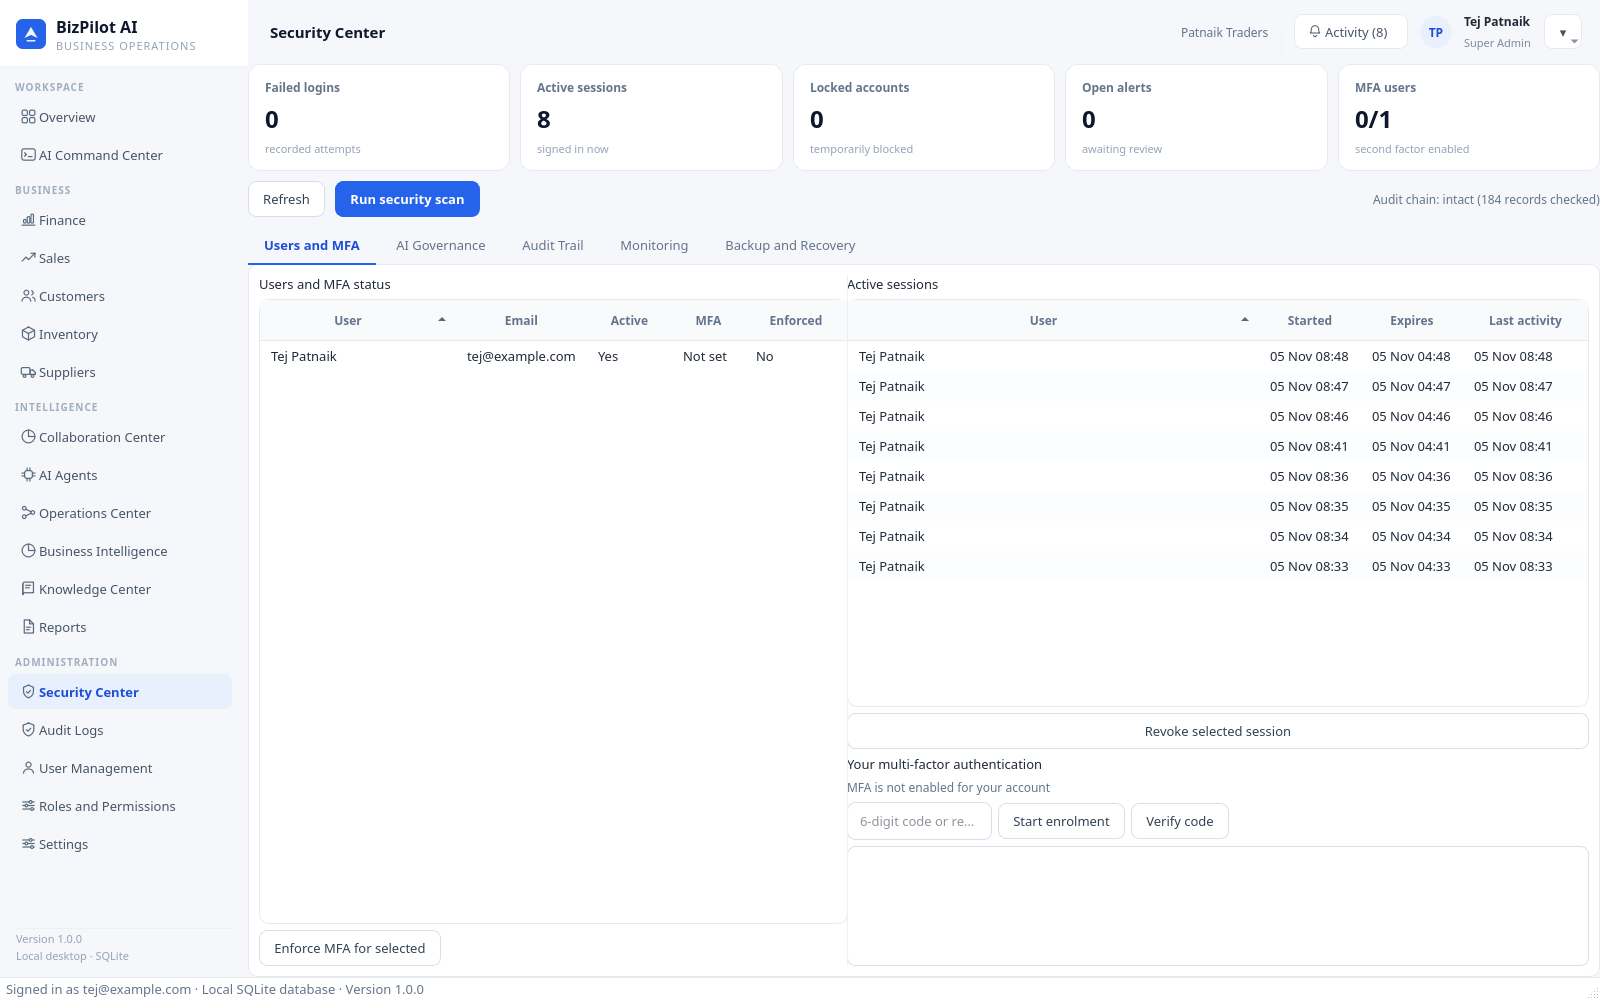 BizPilot AI
BUSINESS OPERATIONS
WORKSPACE
Overview
AI Command Center
BUSINESS
Finance
Sales
Customers
Inventory
Suppliers
INTELLIGENCE
Collaboration Center
AI Agents
Operations Center
Business Intelligence
Knowledge Center
Reports
ADMINISTRATION
Security Center
Audit Logs
User Management
Roles and Permissions
Settings
Version 1.0.0
Local desktop · SQLite
Security Center
Patnaik Traders
Activity (8)
TP
Tej Patnaik
Super Admin
Failed logins
0
recorded attempts
Active sessions
8
signed in now
Locked accounts
0
temporarily blocked
Open alerts
0
awaiting review
MFA users
0/1
second factor enabled
Refresh
Run security scan
Audit chain: intact (184 records checked)
Users and MFA
AI Governance
Audit Trail
Monitoring
Backup and Recovery
Users and MFA status
User Email Active MFA Enforced
Tej Patnaik tej@example.com Yes Not set No
Enforce MFA for selected
Active sessions
User Started Expires Last activity
Tej Patnaik 05 Nov 08:48 05 Nov 04:48 05 Nov 08:48
Tej Patnaik 05 Nov 08:47 05 Nov 04:47 05 Nov 08:47
Tej Patnaik 05 Nov 08:46 05 Nov 04:46 05 Nov 08:46
Tej Patnaik 05 Nov 08:41 05 Nov 04:41 05 Nov 08:41
Tej Patnaik 05 Nov 08:36 05 Nov 04:36 05 Nov 08:36
Tej Patnaik 05 Nov 08:35 05 Nov 04:35 05 Nov 08:35
Tej Patnaik 05 Nov 08:34 05 Nov 04:34 05 Nov 08:34
Tej Patnaik 05 Nov 08:33 05 Nov 04:33 05 Nov 08:33
Revoke selected session
Your multi-factor authentication
MFA is not enabled for your account
6-digit code or re...
Start enrolment
Verify code
Signed in as tej@example.com · Local SQLite database · Version 1.0.0